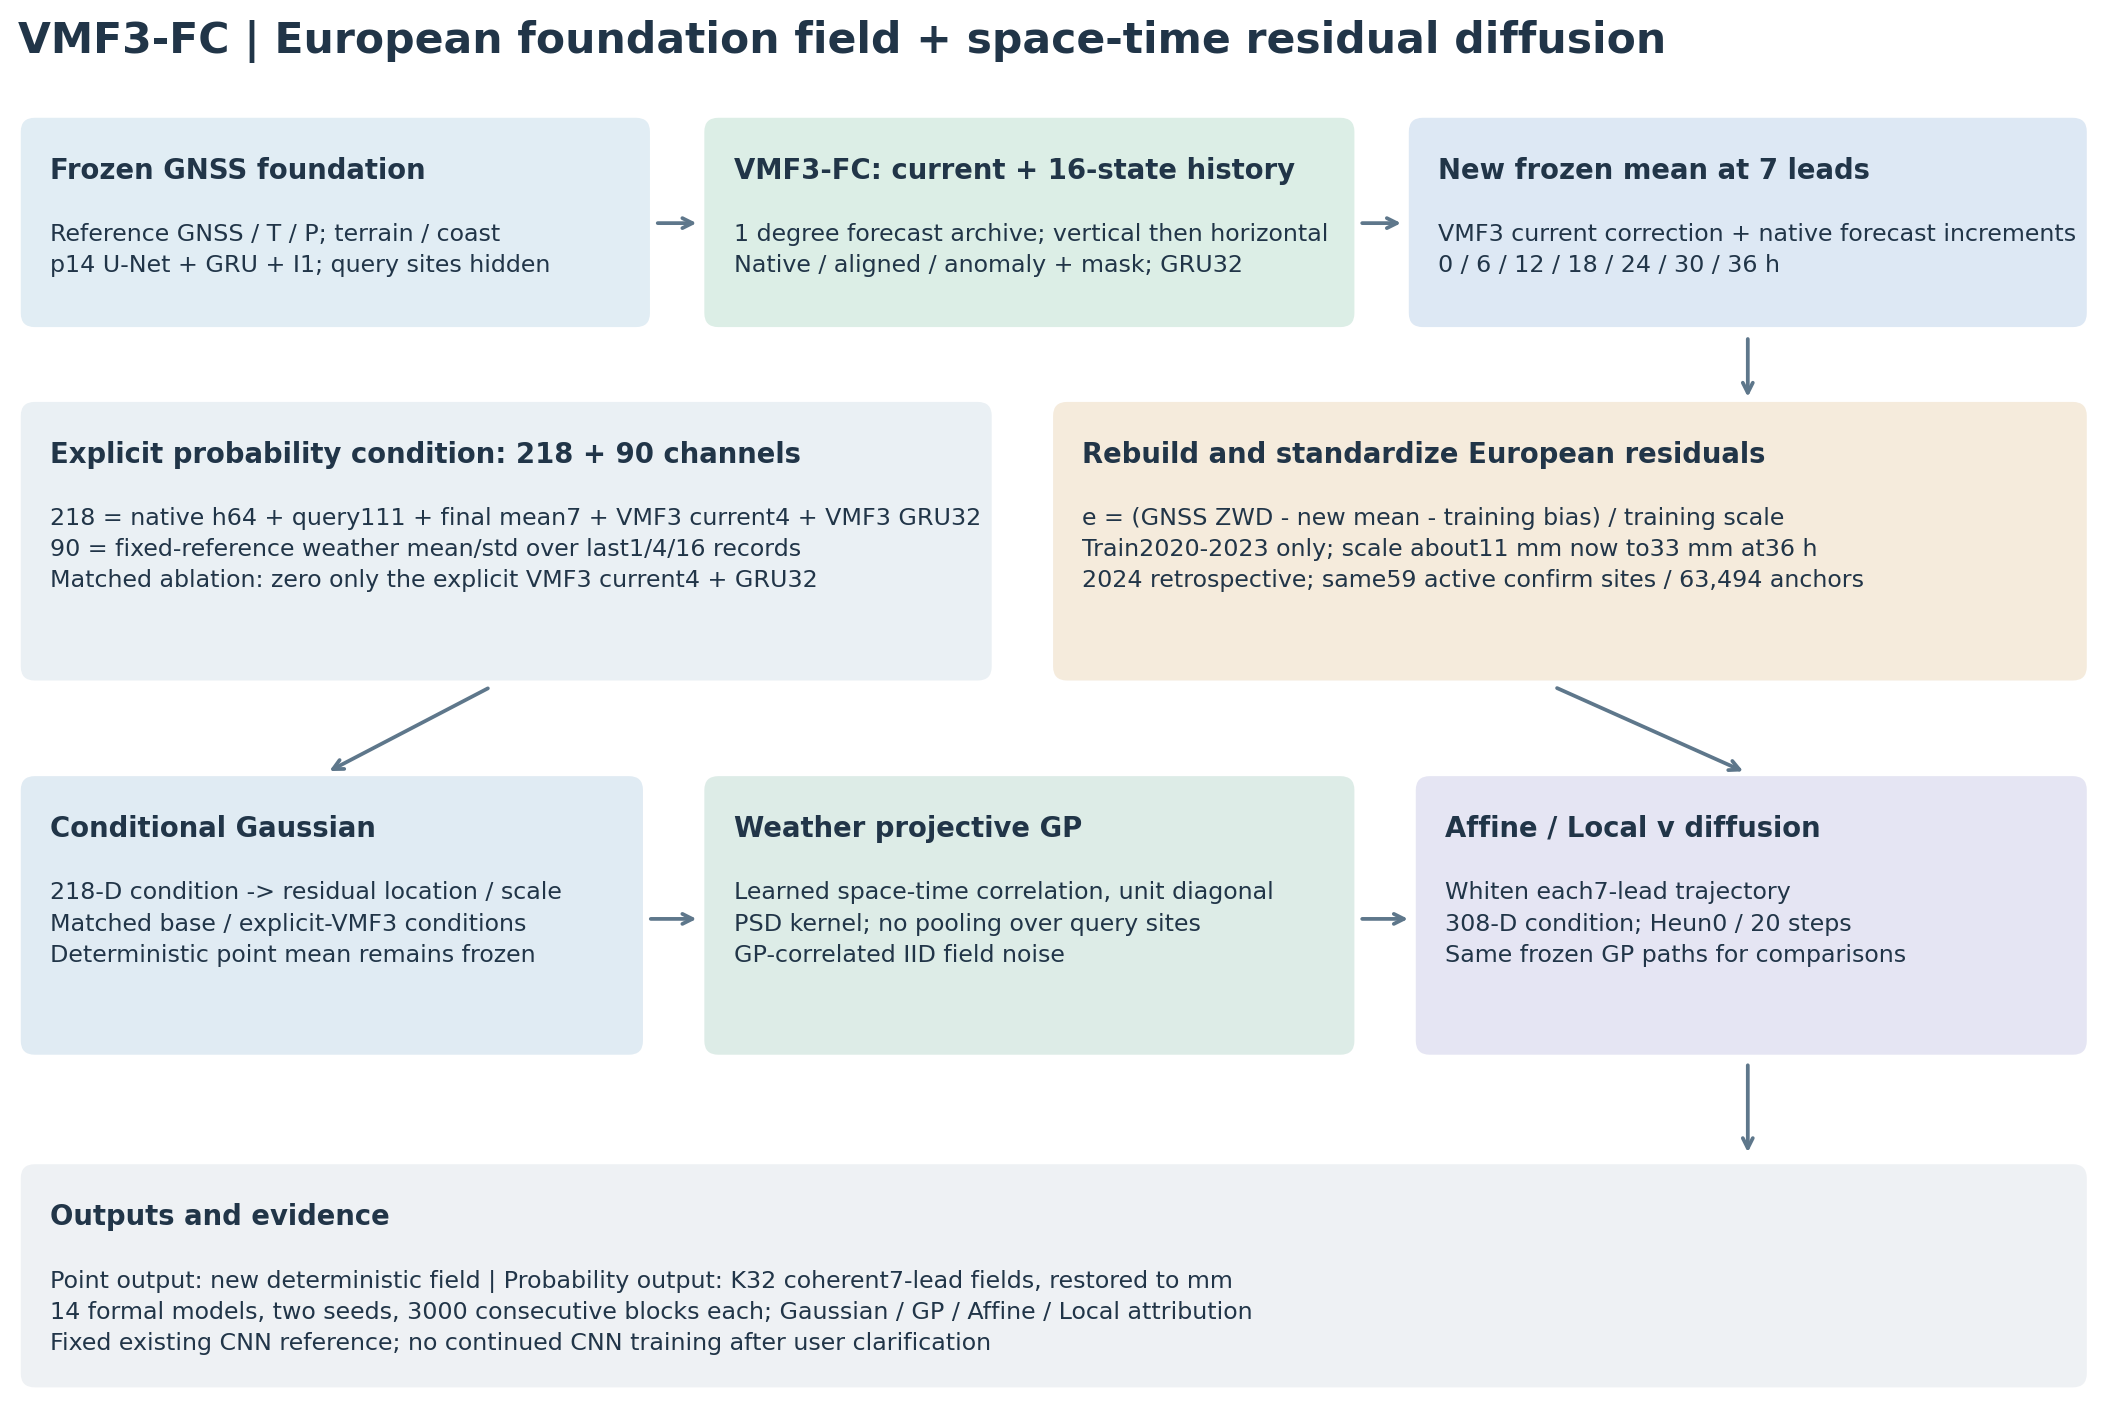 VMF3-FC | European foundation field + space-time residual diffusion
Frozen GNSS foundation
Reference GNSS / T / P; terrain / coast
p14 U-Net + GRU + I1; query sites hidden
VMF3-FC: current + 16-state history
1 degree forecast archive; vertical then horizontal
Native / aligned / anomaly + mask; GRU32
New frozen mean at 7 leads
VMF3 current correction + native forecast increments
0 / 6 / 12 / 18 / 24 / 30 / 36 h
Explicit probability condition: 218 + 90 channels
218 = native h64 + query111 + final mean7 + VMF3 current4 + VMF3 GRU32
90 = fixed-reference weather mean/std over last1/4/16 records
Matched ablation: zero only the explicit VMF3 current4 + GRU32
Rebuild and standardize European residuals
e = (GNSS ZWD - new mean - training bias) / training scale
Train2020-2023 only; scale about11 mm now to33 mm at36 h
2024 retrospective; same59 active confirm sites / 63,494 anchors
Conditional Gaussian
218-D condition -> residual location / scale
Matched base / explicit-VMF3 conditions
Deterministic point mean remains frozen
Weather projective GP
Learned space-time correlation, unit diagonal
PSD kernel; no pooling over query sites
GP-correlated IID field noise
Affine / Local v diffusion
Whiten each7-lead trajectory
308-D condition; Heun0 / 20 steps
Same frozen GP paths for comparisons
Outputs and evidence
Point output: new deterministic field | Probability output: K32 coherent7-lead fields, restored to mm
14 formal models, two seeds, 3000 consecutive blocks each; Gaussian / GP / Affine / Local attribution
Fixed existing CNN reference; no continued CNN training after user clarification